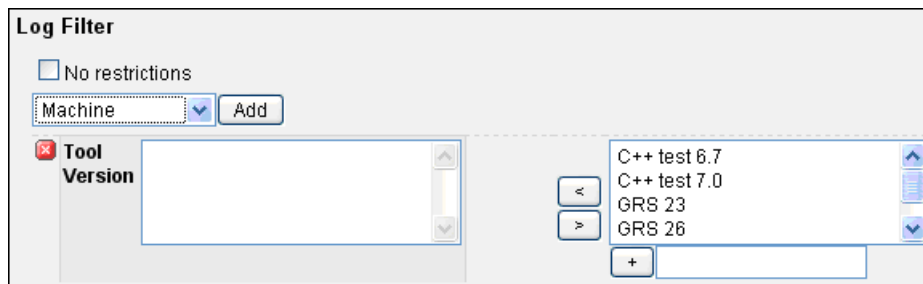 Log Filter
No restrictions
Machine Add
Tool
Version
C++ test 6.7
C++ test 7.0
GRS 23
GRS 26
<
>
+